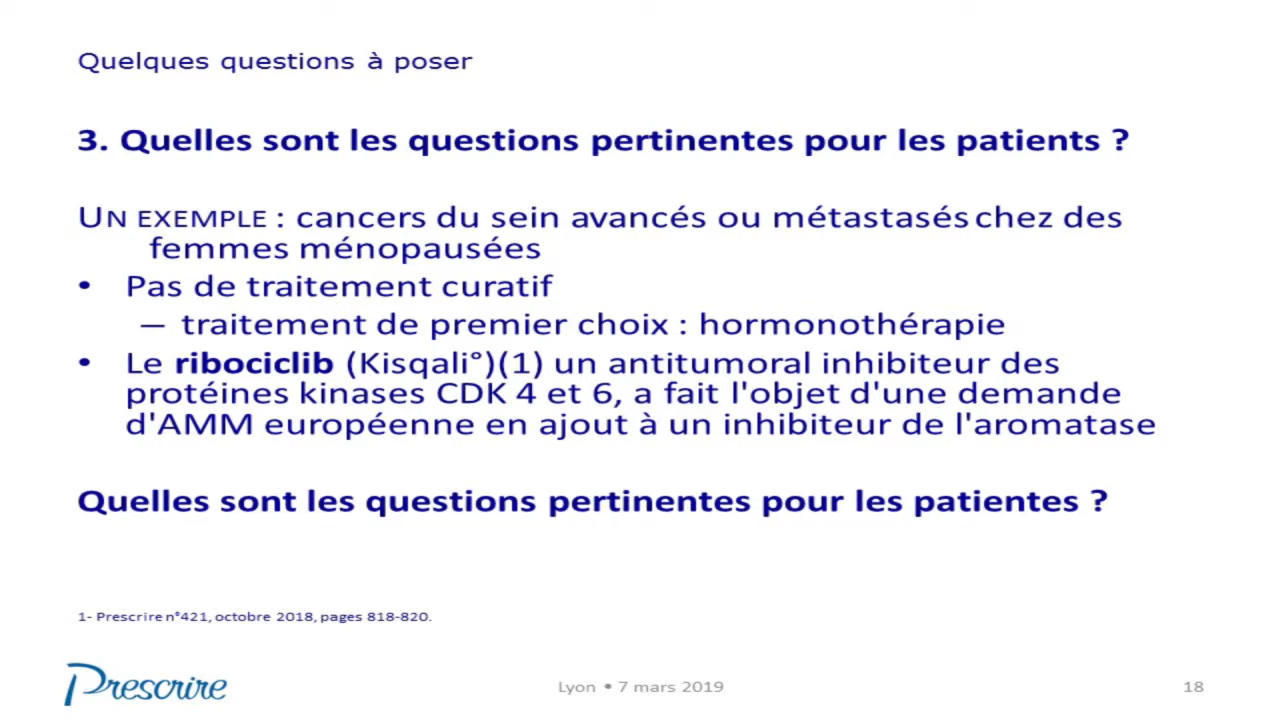 Quelques questions à poser
3. Quelles sont les questions pertinentes pour les patients ?
UN EXEMPLE : cancers du sein avancés ou métastasés chez des
femmes ménopausées
• Pas de traitement curatif
– traitement de premier choix : hormonothérapie
• Le ribociclib (Kisqali°)(1) un antitumoral inhibiteur des
protéines kinases CDK 4 et 6, a fait l'objet d'une demande
d'AMM européenne en ajout à un inhibiteur de l'aromatase
Quelles sont les questions pertinentes pour les patientes ?
1- Prescrire n°421, octobre 2018, pages 818-820.
Prescrire
Lyon • 7 mars 2019
18